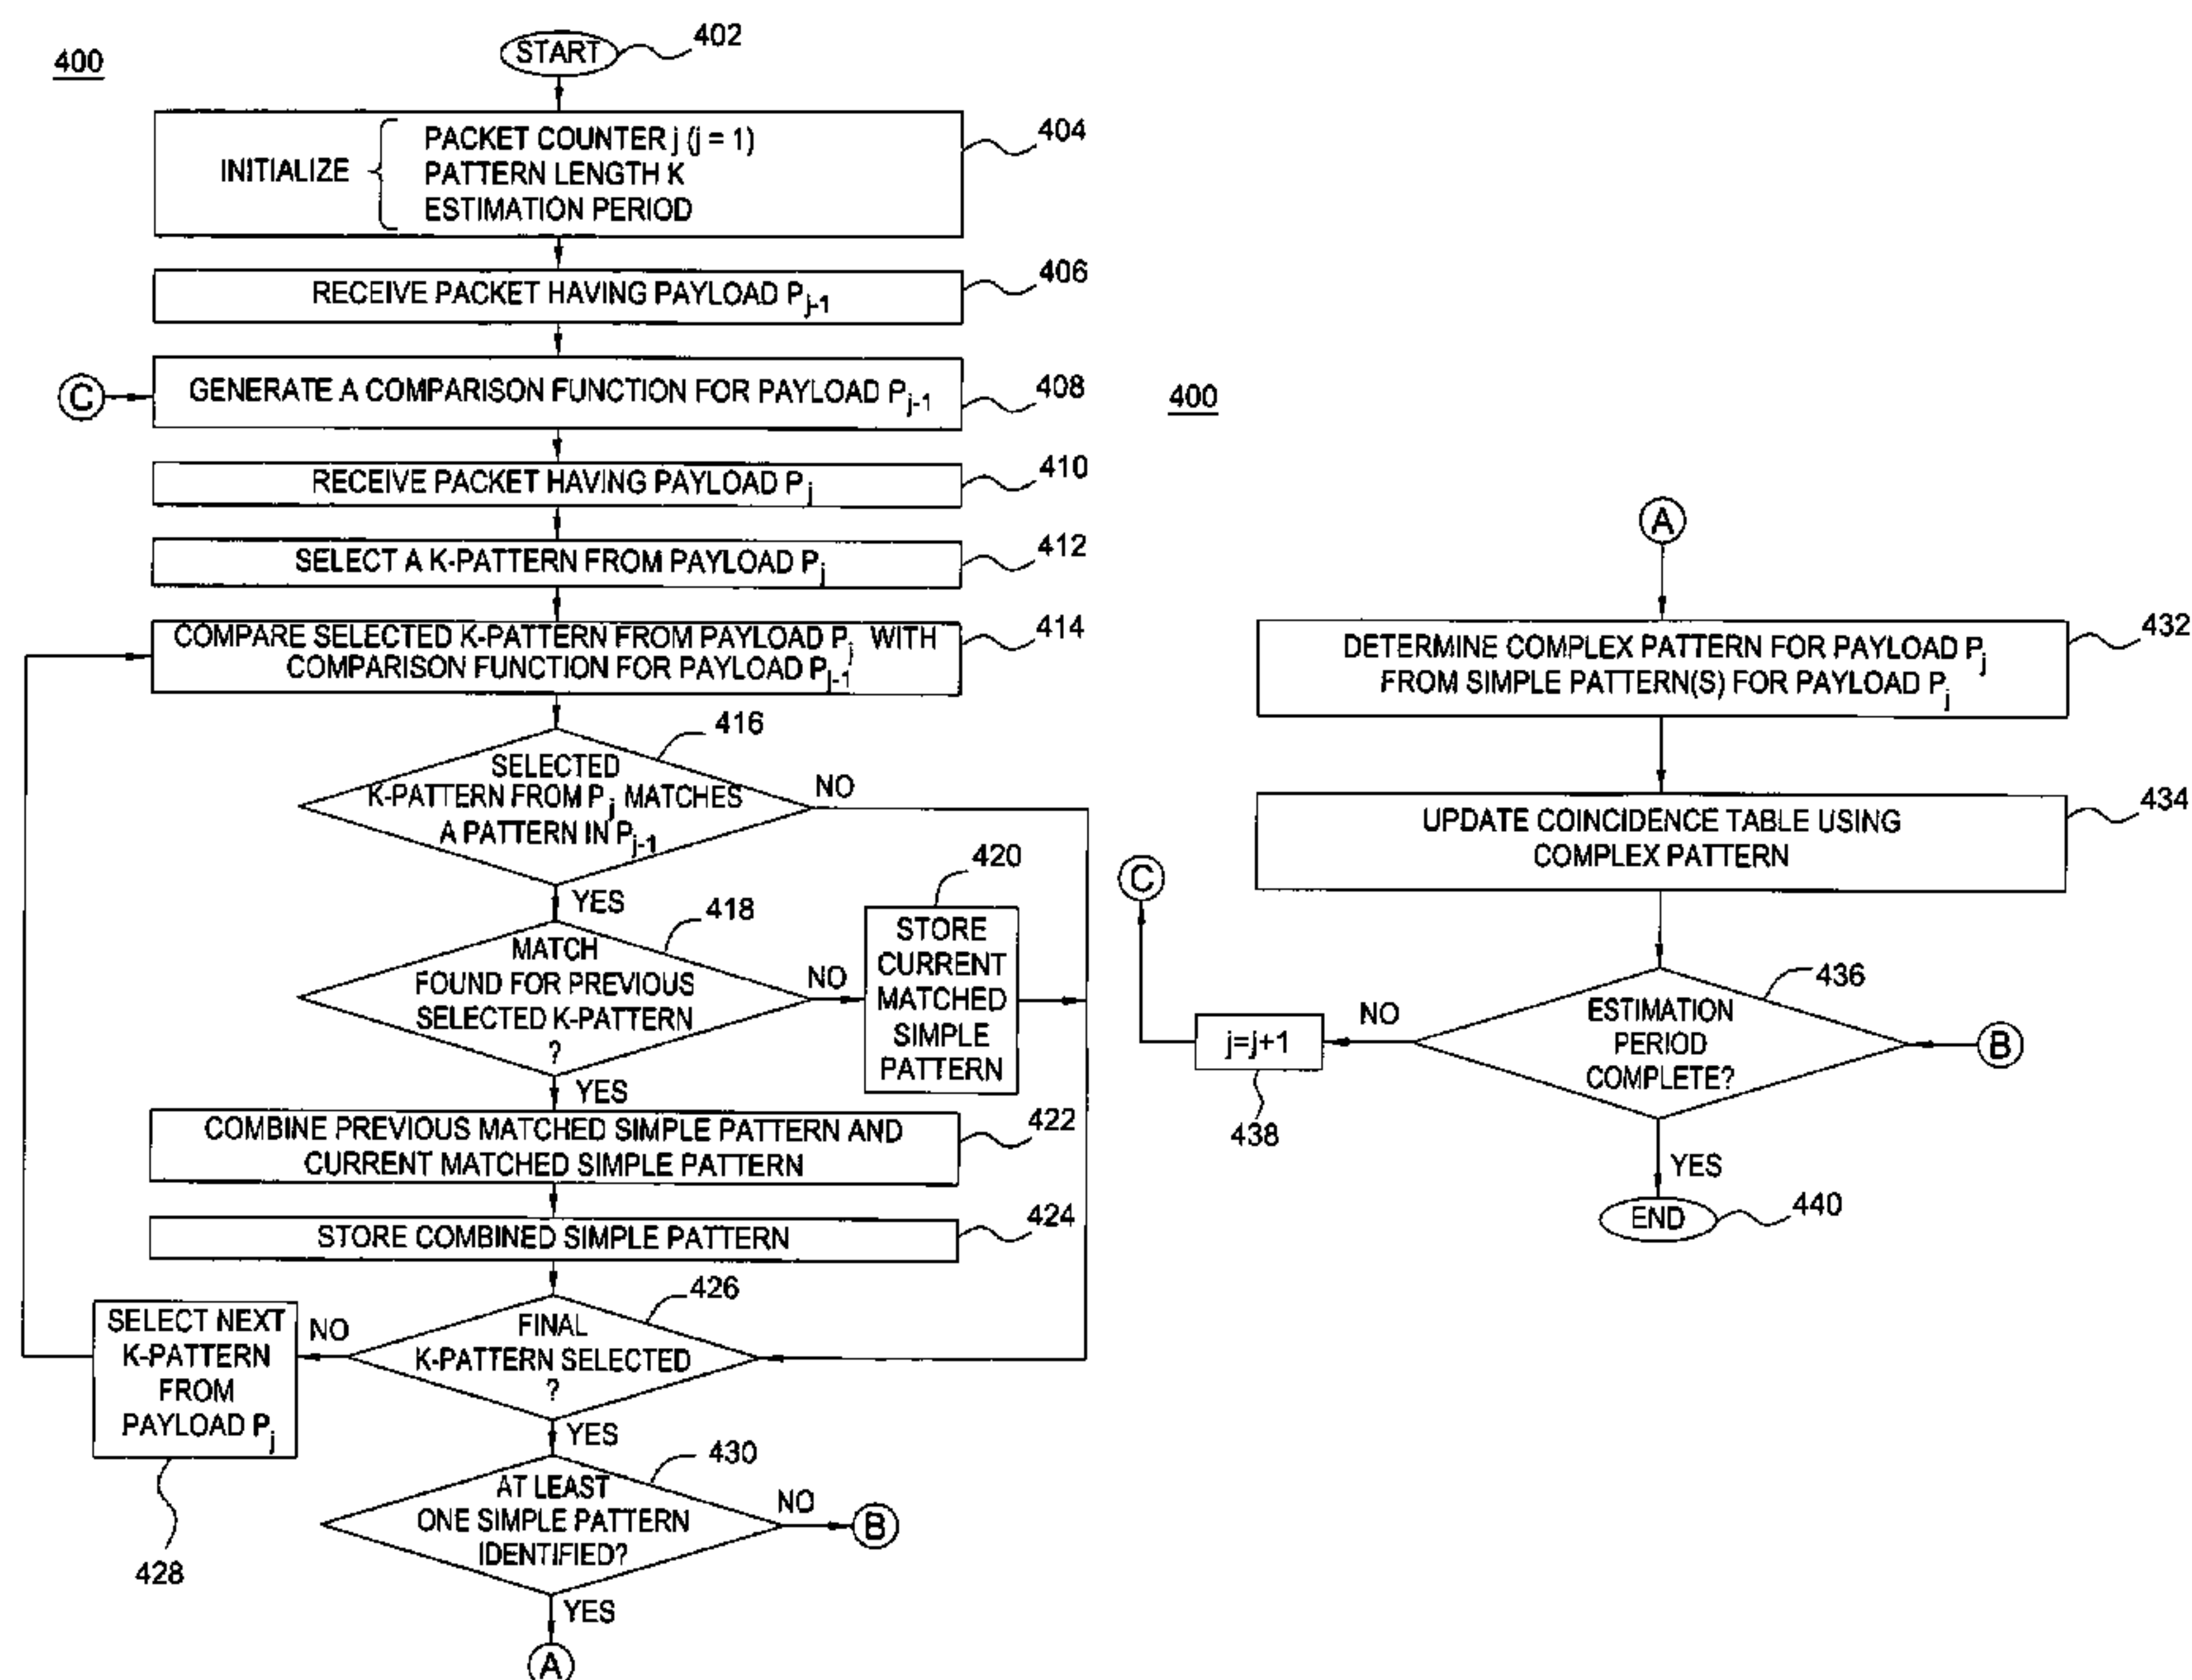 400
START
402
INITIALIZE
PACKET COUNTER j (j = 1)
PATTERN LENGTH K
ESTIMATION PERIOD
404
RECEIVE PACKET HAVING PAYLOAD Pj-1
406
C
GENERATE A COMPARISON FUNCTION FOR PAYLOAD Pj-1
408
RECEIVE PACKET HAVING PAYLOAD Pj
410
SELECT A K-PATTERN FROM PAYLOAD Pj
412
COMPARE SELECTED K-PATTERN FROM PAYLOAD Pj WITH
COMPARISON FUNCTION FOR PAYLOAD Pj-1
414
SELECTED
K-PATTERN FROM Pj MATCHES
A PATTERN IN Pj-1
416
NO
YES
MATCH
FOUND FOR PREVIOUS
SELECTED K-PATTERN
?
418
NO
STORE
CURRENT
MATCHED
SIMPLE
PATTERN
420
YES
COMBINE PREVIOUS MATCHED SIMPLE PATTERN AND
CURRENT MATCHED SIMPLE PATTERN
422
STORE COMBINED SIMPLE PATTERN
424
FINAL
K-PATTERN SELECTED
?
426
NO
SELECT NEXT
K-PATTERN
FROM
PAYLOAD Pj
428
YES
AT LEAST
ONE SIMPLE PATTERN
IDENTIFIED?
430
NO
B
YES
A
400
A
DETERMINE COMPLEX PATTERN FOR PAYLOAD Pj
FROM SIMPLE PATTERN(S) FOR PAYLOAD Pj
432
UPDATE COINCIDENCE TABLE USING
COMPLEX PATTERN
434
C
ESTIMATION
PERIOD
COMPLETE?
436
B
NO
j=j+1
438
YES
END
440